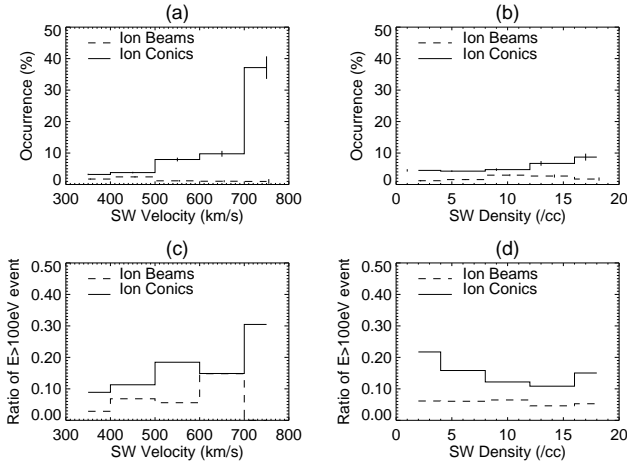 (a)
Occurrence (%)
50
40
30
20
10
0
Ion Beams
Ion Conics
300 400 500 600 700 800
SW Velocity (km/s)
(b)
Occurrence (%)
50
40
30
20
10
0
Ion Beams
Ion Conics
0 5 10 15 20
SW Density (/cc)
(c)
Ratio of E>100eV event
0.50
0.40
0.30
0.20
0.10
0.00
Ion Beams
Ion Conics
300 400 500 600 700 800
SW Velocity (km/s)
(d)
Ratio of E>100eV event
0.50
0.40
0.30
0.20
0.10
0.00
Ion Beams
Ion Conics
0 5 10 15 20
SW Density (/cc)